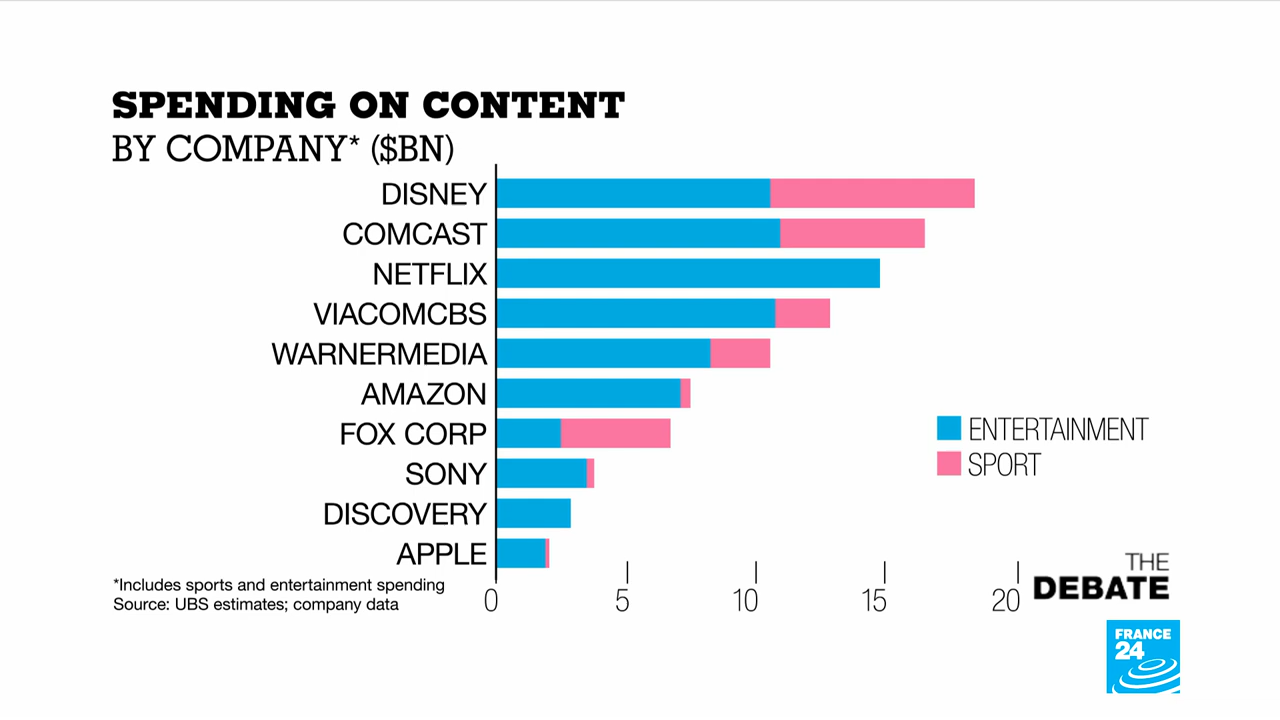 SPENDING ON CONTENT
BY COMPANY* ($BN)
DISNEY
COMCAST
NETFLIX
VIACOMCBS
WARNERMEDIA
AMAZON
FOX CORP
SONY
DISCOVERY
APPLE
ENTERTAINMENT
SPORT
0 5 10 15 20
*Includes sports and entertainment spending
Source: UBS estimates; company data
THE
DEBATE
FRANCE
24